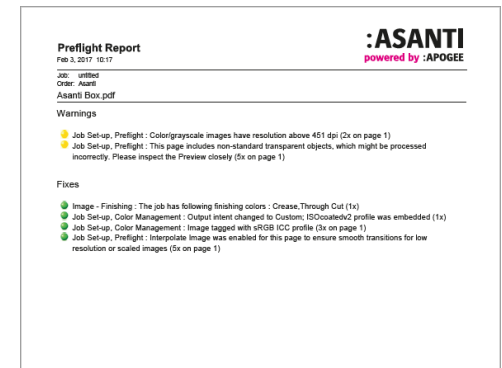 :ASANTI
powered by :APOGEE
Preflight Report
Feb 3, 2017 10:17
Job: untitled
Order: Asanti
Asanti Box.pdf
Warnings
Job Set-up, Preflight : Color/grayscale images have resolution above 451 dpi (2x on page 1)
Job Set-up, Preflight : This page includes non-standard transparent objects, which might be processed
incorrectly. Please inspect the Preview closely (5x on page 1)
Fixes
Image - Finishing : The job has following finishing colors : Crease,Through Cut (1x)
Job Set-up, Color Management : Output intent changed to Custom; ISOcoatedv2 profile was embedded (1x)
Job Set-up, Color Management : Image tagged with sRGB ICC profile (3x on page 1)
Job Set-up, Preflight : Interpolate Image was enabled for this page to ensure smooth transitions for low
resolution or scaled images (5x on page 1)